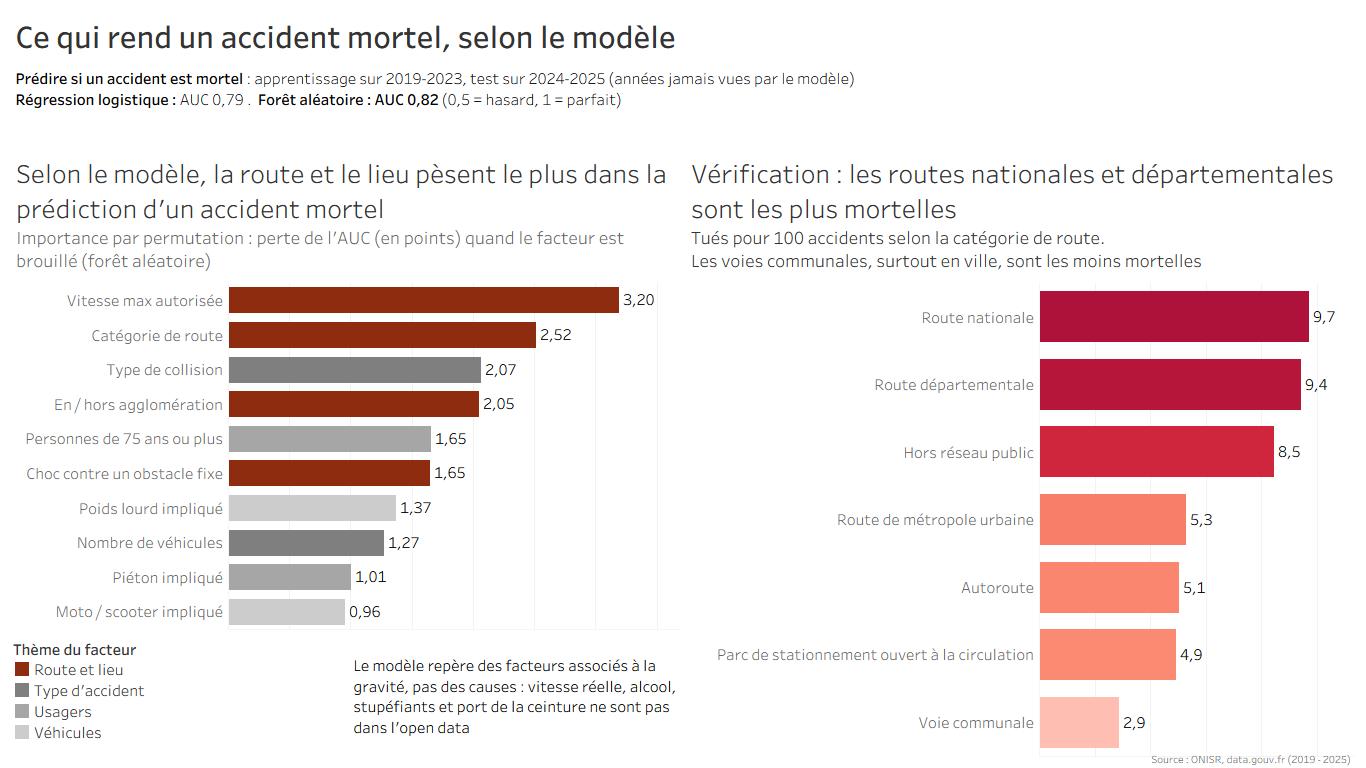 Ce qui rend un accident mortel, selon le modèle
Prédire si un accident est mortel : apprentissage sur 2019-2023, test sur 2024-2025 (années jamais vues par le modèle)
Régression logistique : AUC 0,79 . Forêt aléatoire : AUC 0,82 (0,5 = hasard, 1 = parfait)
Selon le modèle, la route et le lieu pèsent le plus dans la
prédiction d’un accident mortel
Importance par permutation : perte de l’AUC (en points) quand le facteur est
brouillé (forêt aléatoire)
Vitesse max autorisée 3,20
Catégorie de route 2,52
Type de collision 2,07
En / hors agglomération 2,05
Personnes de 75 ans ou plus 1,65
Choc contre un obstacle fixe 1,65
Poids lourd impliqué 1,37
Nombre de véhicules 1,27
Piéton impliqué 1,01
Moto / scooter impliqué 0,96
Thème du facteur
Route et lieu
Type d’accident
Usagers
Véhicules
Le modèle repère des facteurs associés à la
gravité, pas des causes : vitesse réelle, alcool,
stupéfiants et port de la ceinture ne sont pas
dans l’open data
Vérification : les routes nationales et départementales
sont les plus mortelles
Tués pour 100 accidents selon la catégorie de route.
Les voies communales, surtout en ville, sont les moins mortelles
Route nationale 9,7
Route départementale 9,4
Hors réseau public 8,5
Route de métropole urbaine 5,3
Autoroute 5,1
Parc de stationnement ouvert à la circulation 4,9
Voie communale 2,9
Source : ONISR, data.gouv.fr (2019 - 2025)